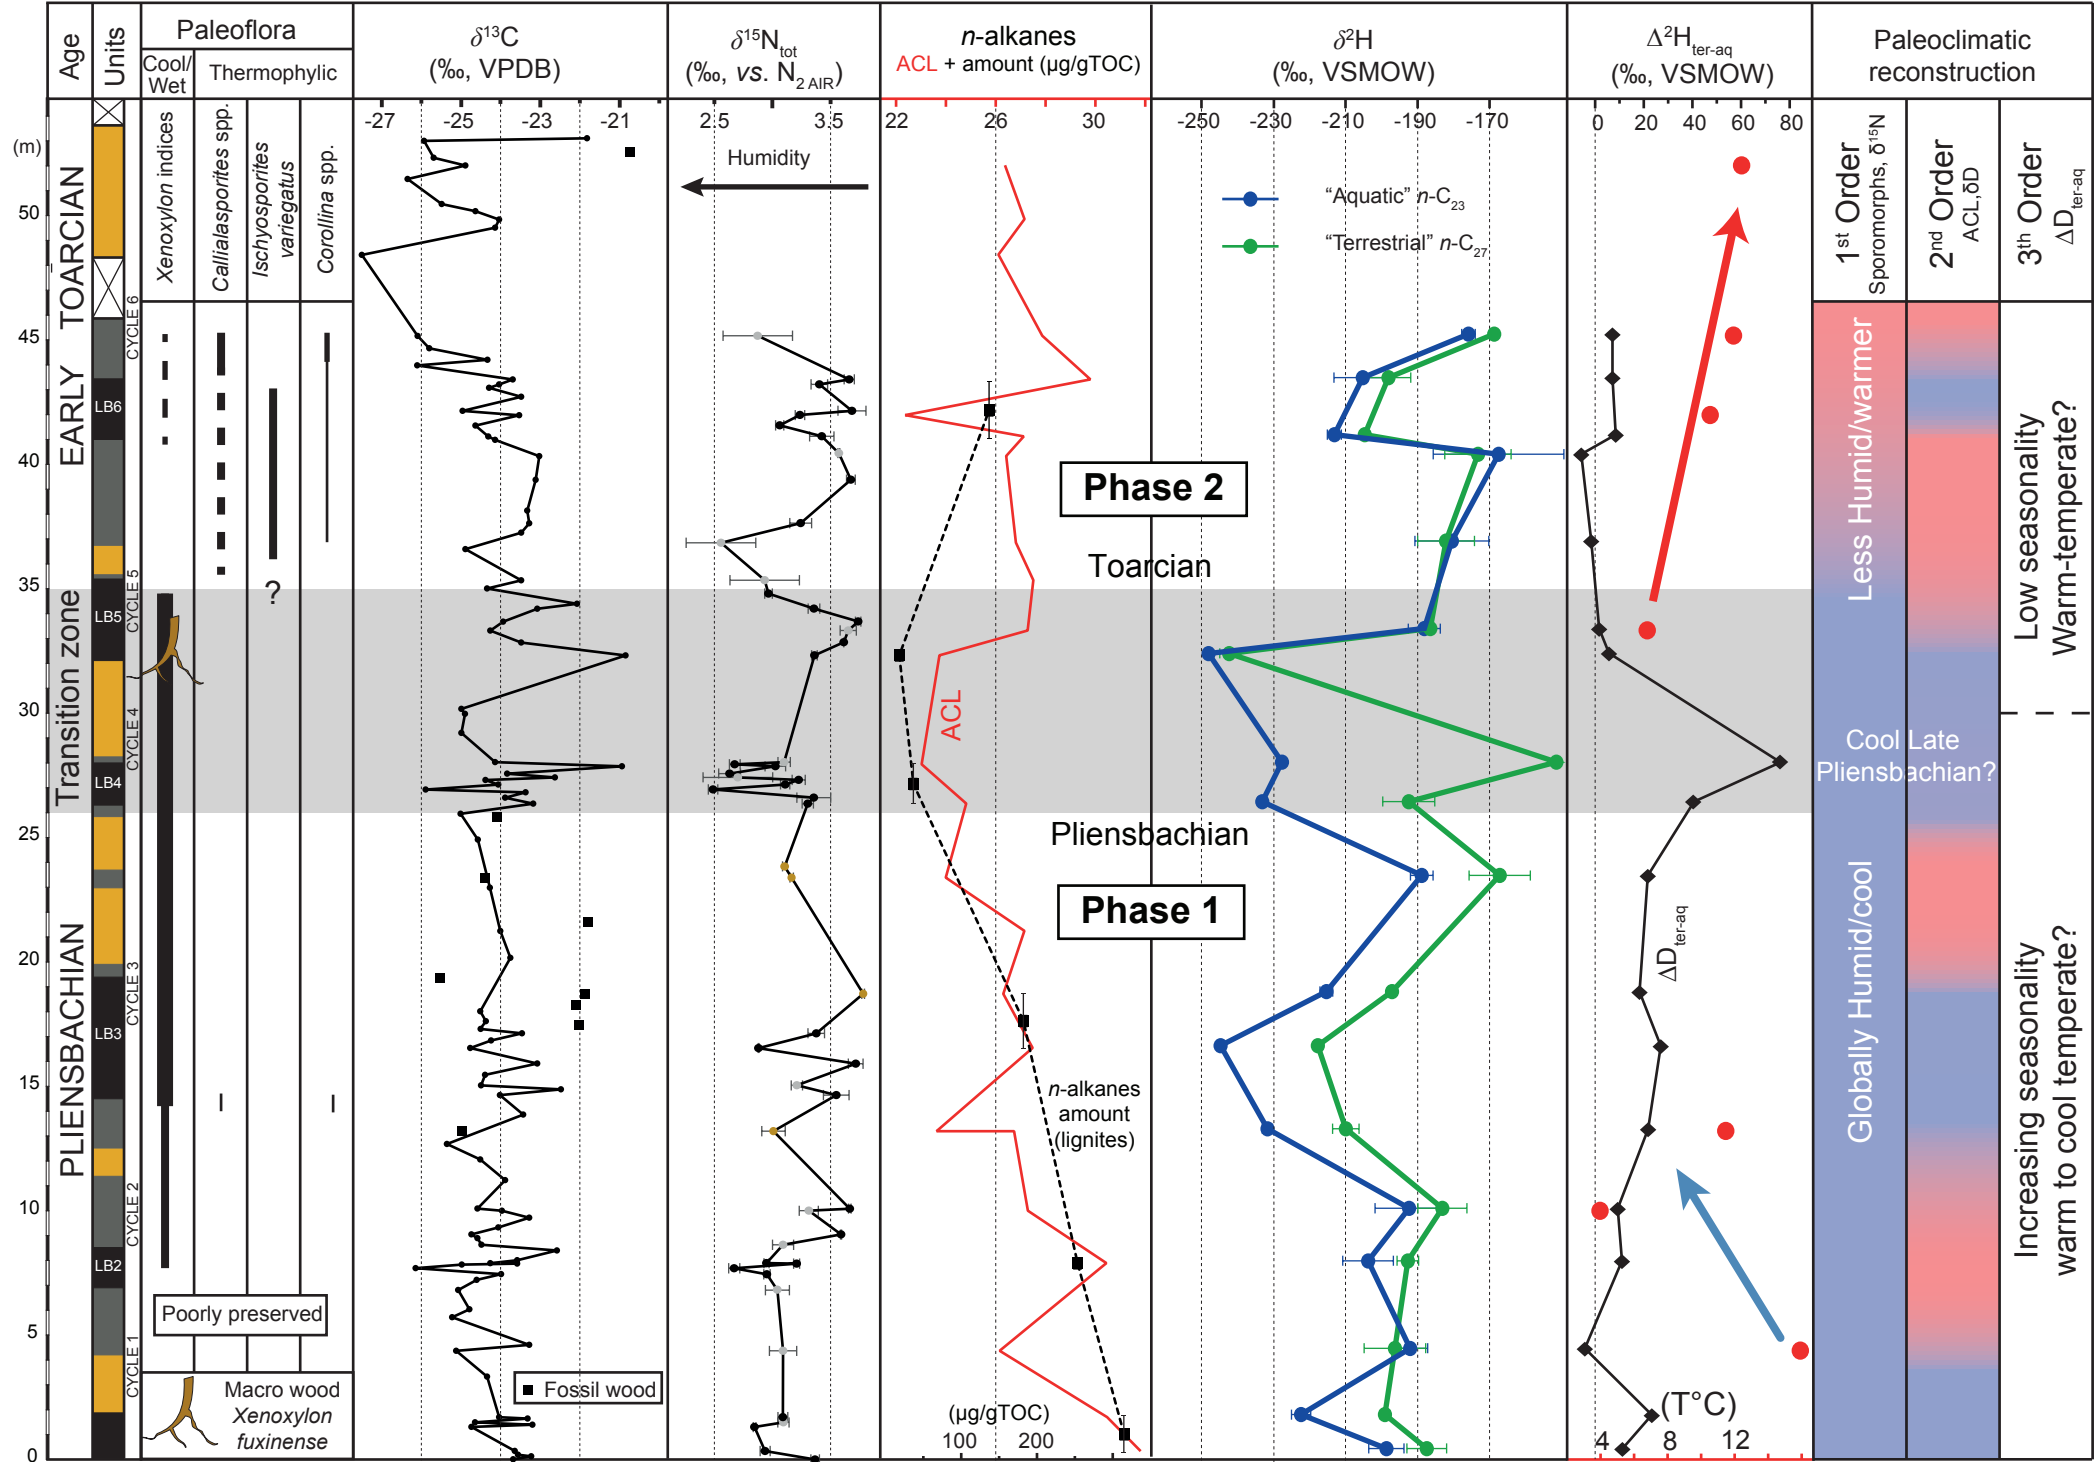 Age
Units
Paleoflora
Cool/
Wet
Thermophylic
Xenoxylon indices
Callialasporites spp.
Ischyosporites
variegatus
Corolina spp.
δ¹³C
(‰, VPDB)
-27 -25 -23 -21
δ¹⁵Ntot
(‰, vs. N2 AIR)
2.5 3.5
Humidity
n-alkanes
ACL + amount (µg/gTOC)
22 26 30
δ²H
(‰, VSMOW)
-250 -230 -210 -190 -170
"Aquatic" n-C23
"Terrestrial" n-C27
Δ²Hter-aq
(‰, VSMOW)
0 20 40 60 80
Paleoclimatic
reconstruction
1st Order
Sporomorphs, δ¹⁵N
2nd Order
ACL,δD
3th Order
ΔDter-aq
(m)
50
45
40
35
30
25
20
15
10
5
0
EARLY TOARCIAN
Transition zone
PLIENSBACHIAN
LB6
LB5
LB4
LB3
LB2
CYCLE 6
CYCLE 5
CYCLE 4
CYCLE 3
CYCLE 2
CYCLE 1
?
Poorly preserved
Macro wood
Xenoxylon
fuxinense
Fossil wood
ACL
n-alkanes
amount
(lignites)
(µg/gTOC)
100 200
Phase 2
Toarcian
Pliensbachian
Phase 1
ΔDter-aq
(T°C)
4 8 12
Less Humid/warmer
Cool Late
Pliensbachian?
Globally Humid/cool
Low seasonality
Warm-temperate?
Increasing seasonality
warm to cool temperate?